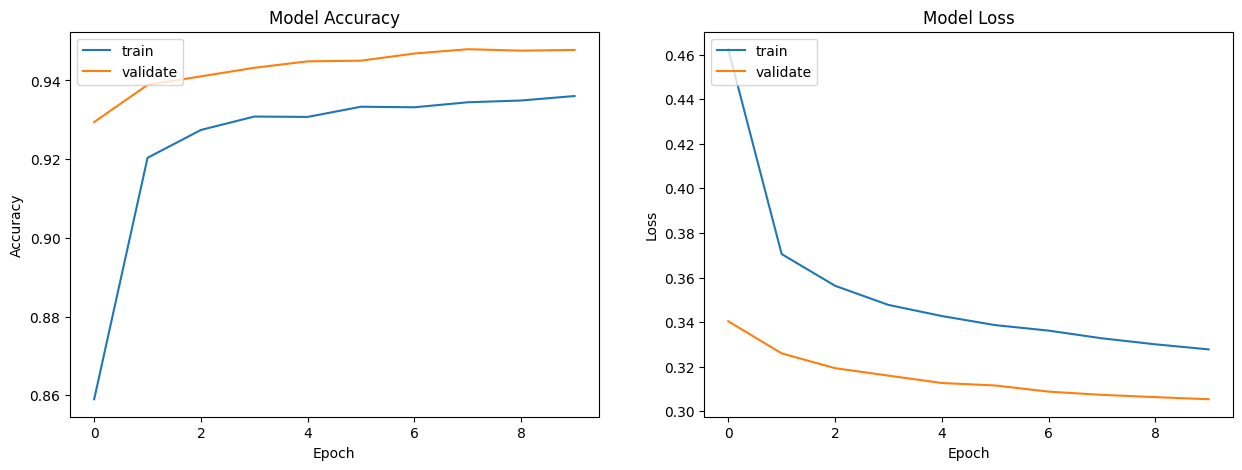 Model Accuracy
train
validate
0.94
0.92
0.90
0.88
0.86
Accuracy
0
2
4
6
8
Epoch
Model Loss
train
validate
0.46
0.44
0.42
0.40
0.38
0.36
0.34
0.32
0.30
Loss
0
2
4
6
8
Epoch